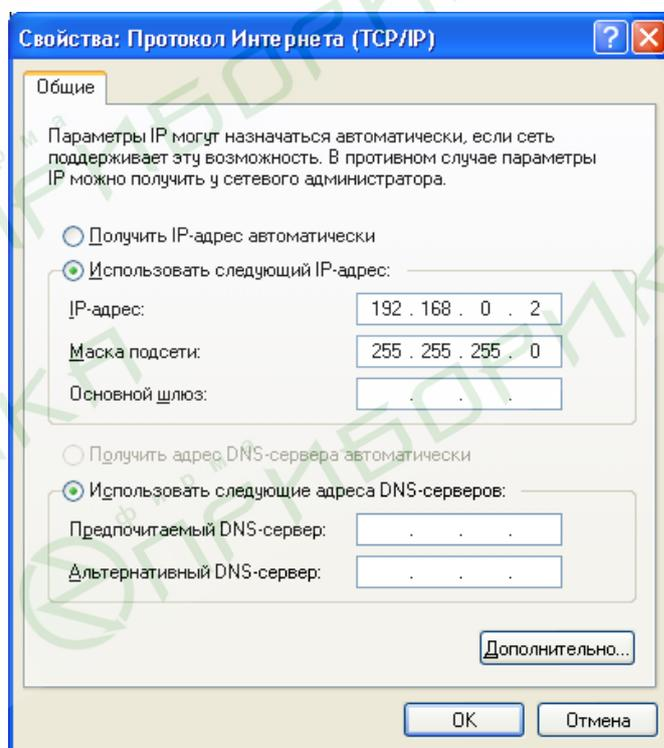 Свойства: Протокол Интернета (TCP/IP)
Общие
Параметры IP могут назначаться автоматически, если сеть
поддерживает эту возможность. В противном случае параметры
IP можно получить у сетевого администратора.
Получить IP-адрес автоматически
Использовать следующий IP-адрес:
IP-адрес: 192 . 168 . 0 . 2
Маска подсети: 255 . 255 . 255 . 0
Основной шлюз: . . .
Получить адрес DNS-сервера автоматически
Использовать следующие адреса DNS-серверов:
Предпочитаемый DNS-сервер: . . .
Альтернативный DNS-сервер: . . .
Дополнительно...
OK Отмена
фирма
ПРИБОРИКА